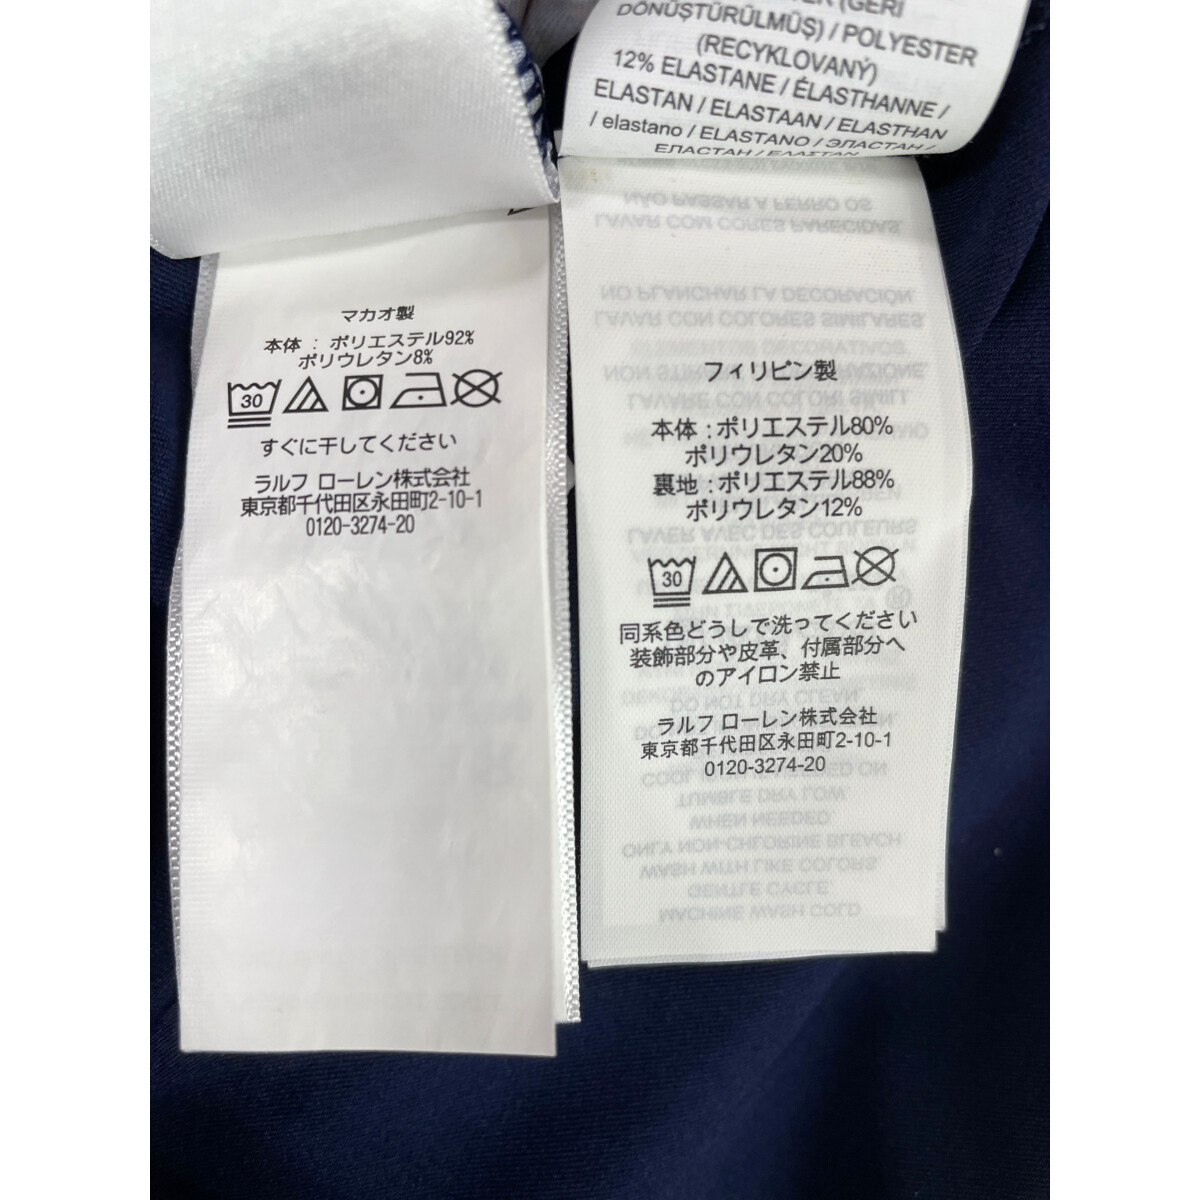 マカオ製
本体 : ポリエステル92%
ポリウレタン8%
30
すぐに干してください
ラルフ ローレン株式会社
東京都千代田区永田町2-10-1
0120-3274-20
(GERİ
DÖNÜŞTÜRÜLMÜŞ) / POLYESTER
(RECYKLOVANÝ)
12% ELASTANE / ÉLASTHANNE /
ELASTAN / ELASTAAN / ELASTHAN
/ elastano / ELASTANO / ЭЛАСТАН /
ЕЛАСТАН / ΕΛΑΣΤΑΝ
フィリピン製
本体 : ポリエステル80%
ポリウレタン20%
裏地 : ポリエステル88%
ポリウレタン12%
30
同系色どうしで洗ってください
装飾部分や皮革、付属部分へ
のアイロン禁止
ラルフ ローレン株式会社
東京都千代田区永田町2-10-1
0120-3274-20